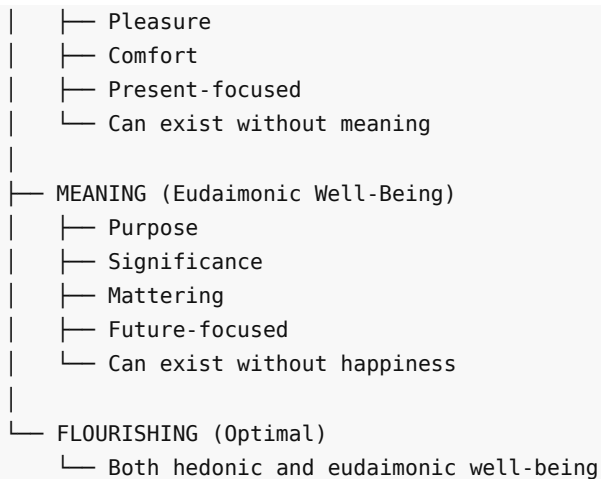 │   ├── Pleasure
│   ├── Comfort
│   ├── Present-focused
│   └── Can exist without meaning
│
├── MEANING (Eudaimonic Well-Being)
│   ├── Purpose
│   ├── Significance
│   ├── Mattering
│   ├── Future-focused
│   └── Can exist without happiness
│
└── FLOURISHING (Optimal)
    └── Both hedonic and eudaimonic well-being